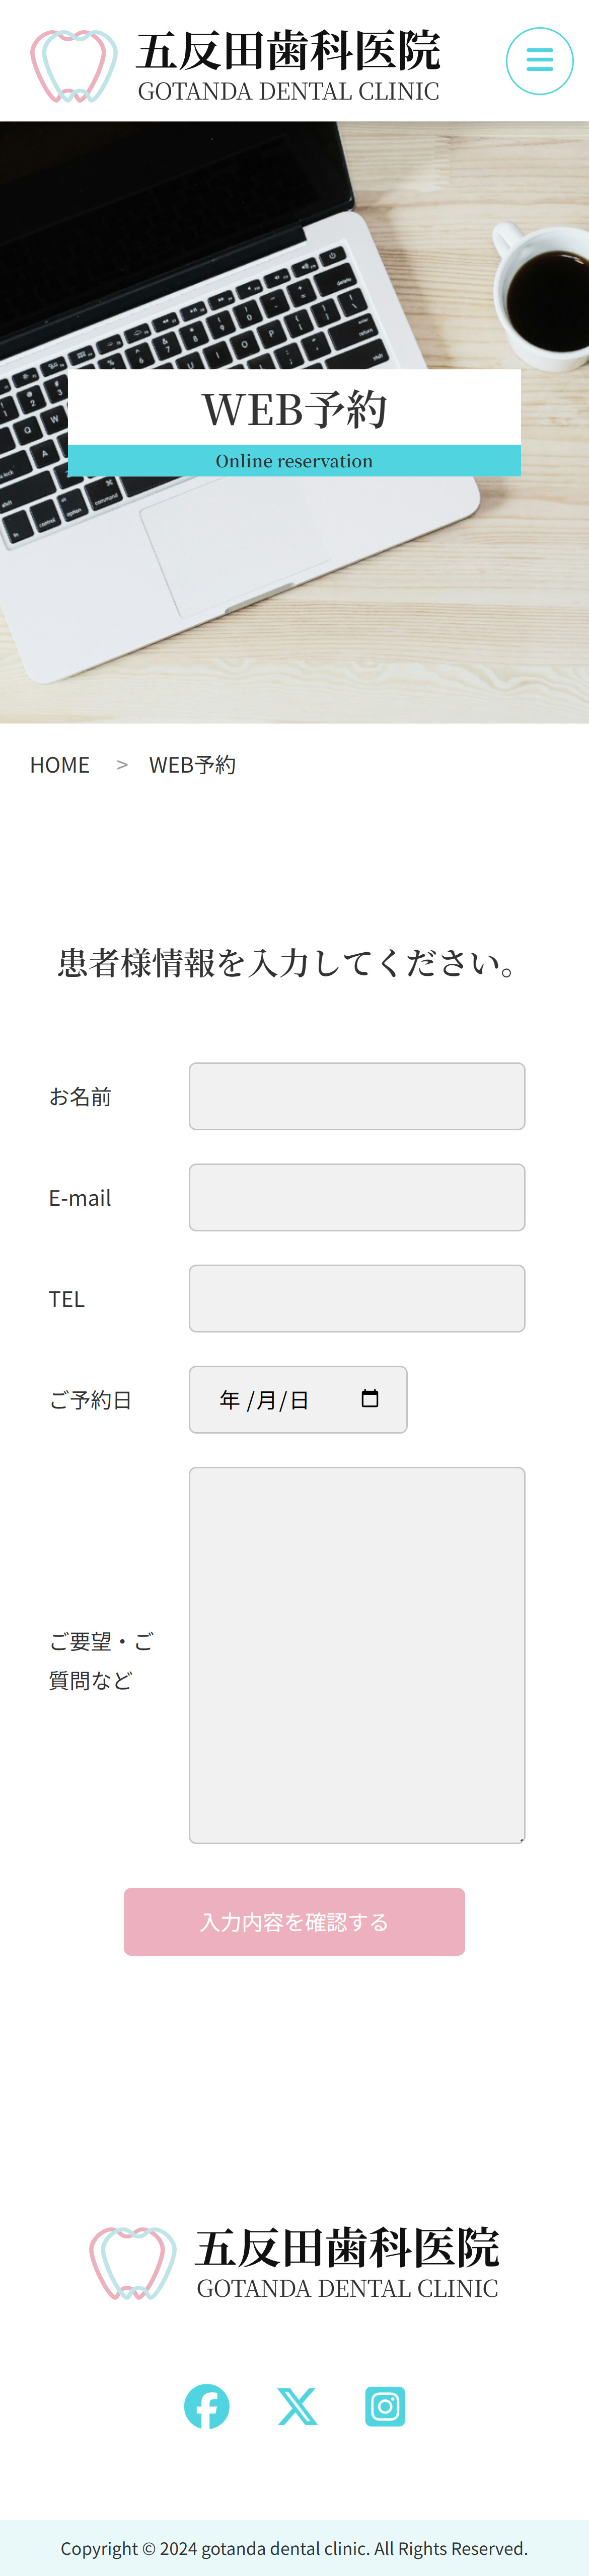 五反田歯科医院
GOTANDA DENTAL CLINIC
WEB予約
Online reservation
HOME > WEB予約
患者様情報を入力してください。
お名前
E-mail
TEL
ご予約日
年 /月/日
ご要望・ご
質問など
入力内容を確認する
五反田歯科医院
GOTANDA DENTAL CLINIC
Copyright © 2024 gotanda dental clinic. All Rights Reserved.